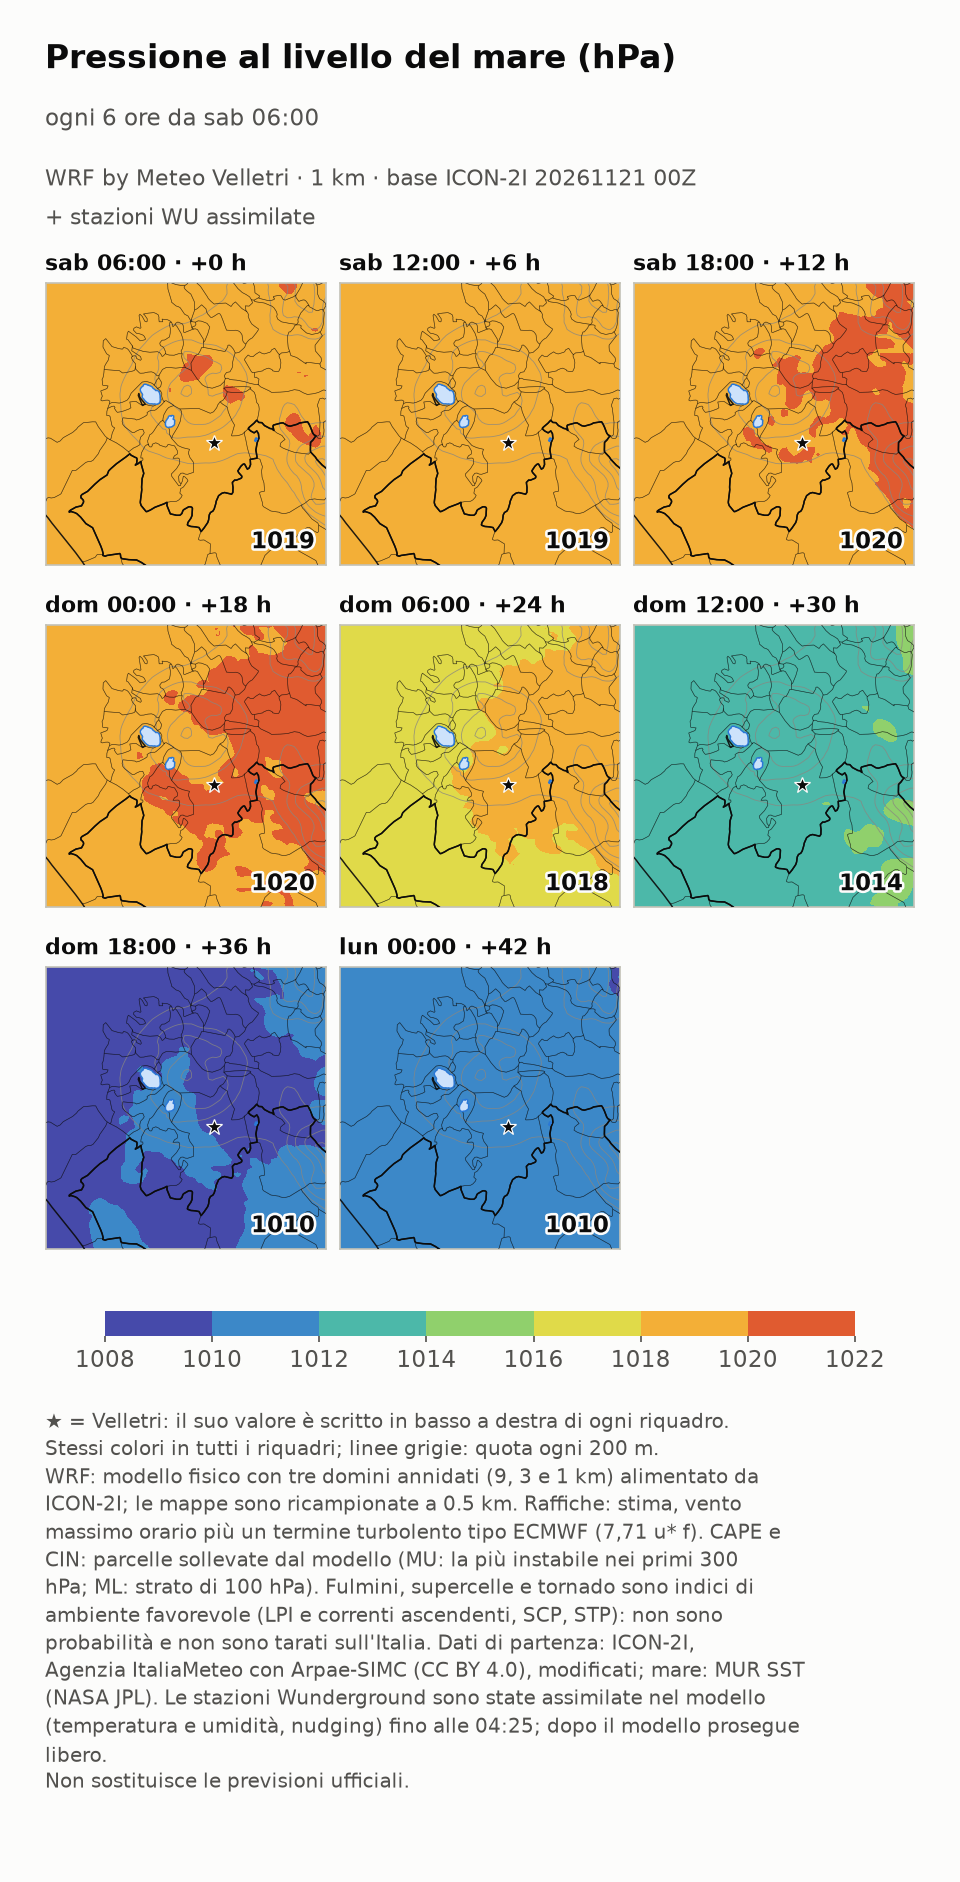 Pressione al livello del mare (hPa)
ogni 6 ore da sab 06:00
WRF by Meteo Velletri · 1 km · base ICON-2I 20261121 00Z
+ stazioni WU assimilate
sab 06:00 · +0 h
sab 12:00 · +6 h
sab 18:00 · +12 h
1019
1019
1020
dom 00:00 · +18 h
dom 06:00 · +24 h
dom 12:00 · +30 h
1020
1018
1014
dom 18:00 · +36 h
lun 00:00 · +42 h
1010
1010
1008 1010 1012 1014 1016 1018 1020 1022
★ = Velletri: il suo valore è scritto in basso a destra di ogni riquadro.
Stessi colori in tutti i riquadri; linee grigie: quota ogni 200 m.
WRF: modello fisico con tre domini annidati (9, 3 e 1 km) alimentato da
ICON-2I; le mappe sono ricampionate a 0.5 km. Raffiche: stima, vento
massimo orario più un termine turbolento tipo ECMWF (7,71 u* f). CAPE e
CIN: parcelle sollevate dal modello (MU: la più instabile nei primi 300
hPa; ML: strato di 100 hPa). Fulmini, supercelle e tornado sono indici di
ambiente favorevole (LPI e correnti ascendenti, SCP, STP): non sono
probabilità e non sono tarati sull'Italia. Dati di partenza: ICON-2I,
Agenzia ItaliaMeteo con Arpae-SIMC (CC BY 4.0), modificati; mare: MUR SST
(NASA JPL). Le stazioni Wunderground sono state assimilate nel modello
(temperatura e umidità, nudging) fino alle 04:25; dopo il modello prosegue
libero.
Non sostituisce le previsioni ufficiali.